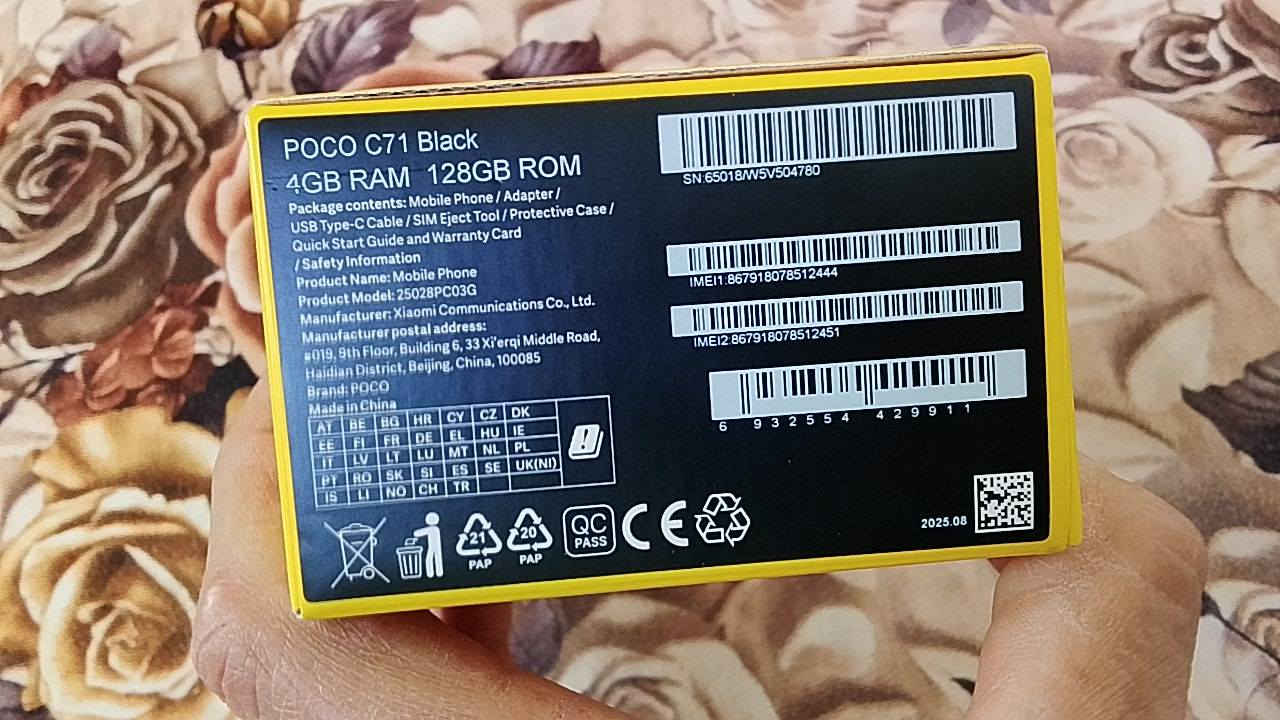 POCO C71 Black
4GB RAM 128GB ROM
Package contents: Mobile Phone / Adapter /
USB Type-C Cable / SIM Eject Tool / Protective Case /
Quick Start Guide and Warranty Card
/ Safety Information
Product Name: Mobile Phone
Product Model: 25028PC03G
Manufacturer: Xiaomi Communications Co., Ltd.
Manufacturer postal address:
#019, 9th Floor, Building 6, 33 Xi'erqi Middle Road,
Haidian District, Beijing, China, 100085
Brand: POCO
Made in China
AT BE BG HR CY CZ DK
EE FI FR DE EL HU IE
IT LV LT LU MT NL PL
PT RO SK SI ES SE UK(NI)
IS LI NO CH TR
21 PAP
20 PAP
QC PASS
CE
SN:65018/W5V504780
IMEI1:867918078512444
IMEI2:867918078512451
6 932554 429911
2025.08